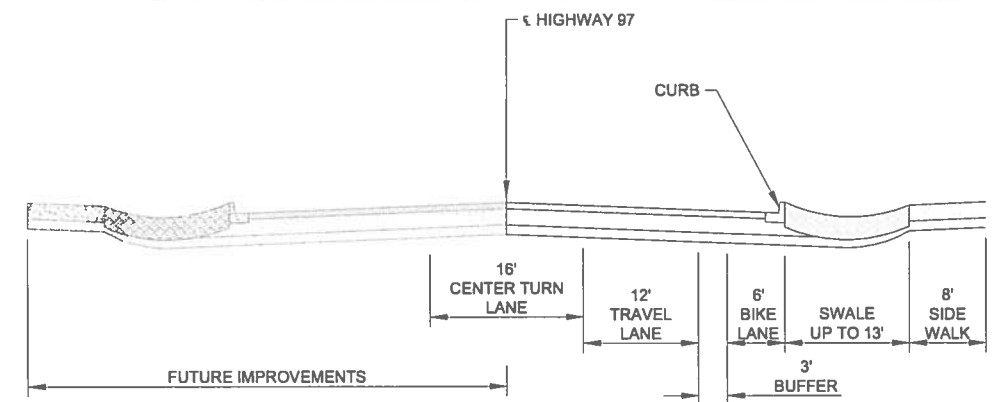 ℄ HIGHWAY 97
CURB
16'
CENTER TURN
LANE
12'
TRAVEL
LANE
6'
BIKE
LANE
SWALE
UP TO 13'
8'
SIDE
WALK
3'
BUFFER
FUTURE IMPROVEMENTS